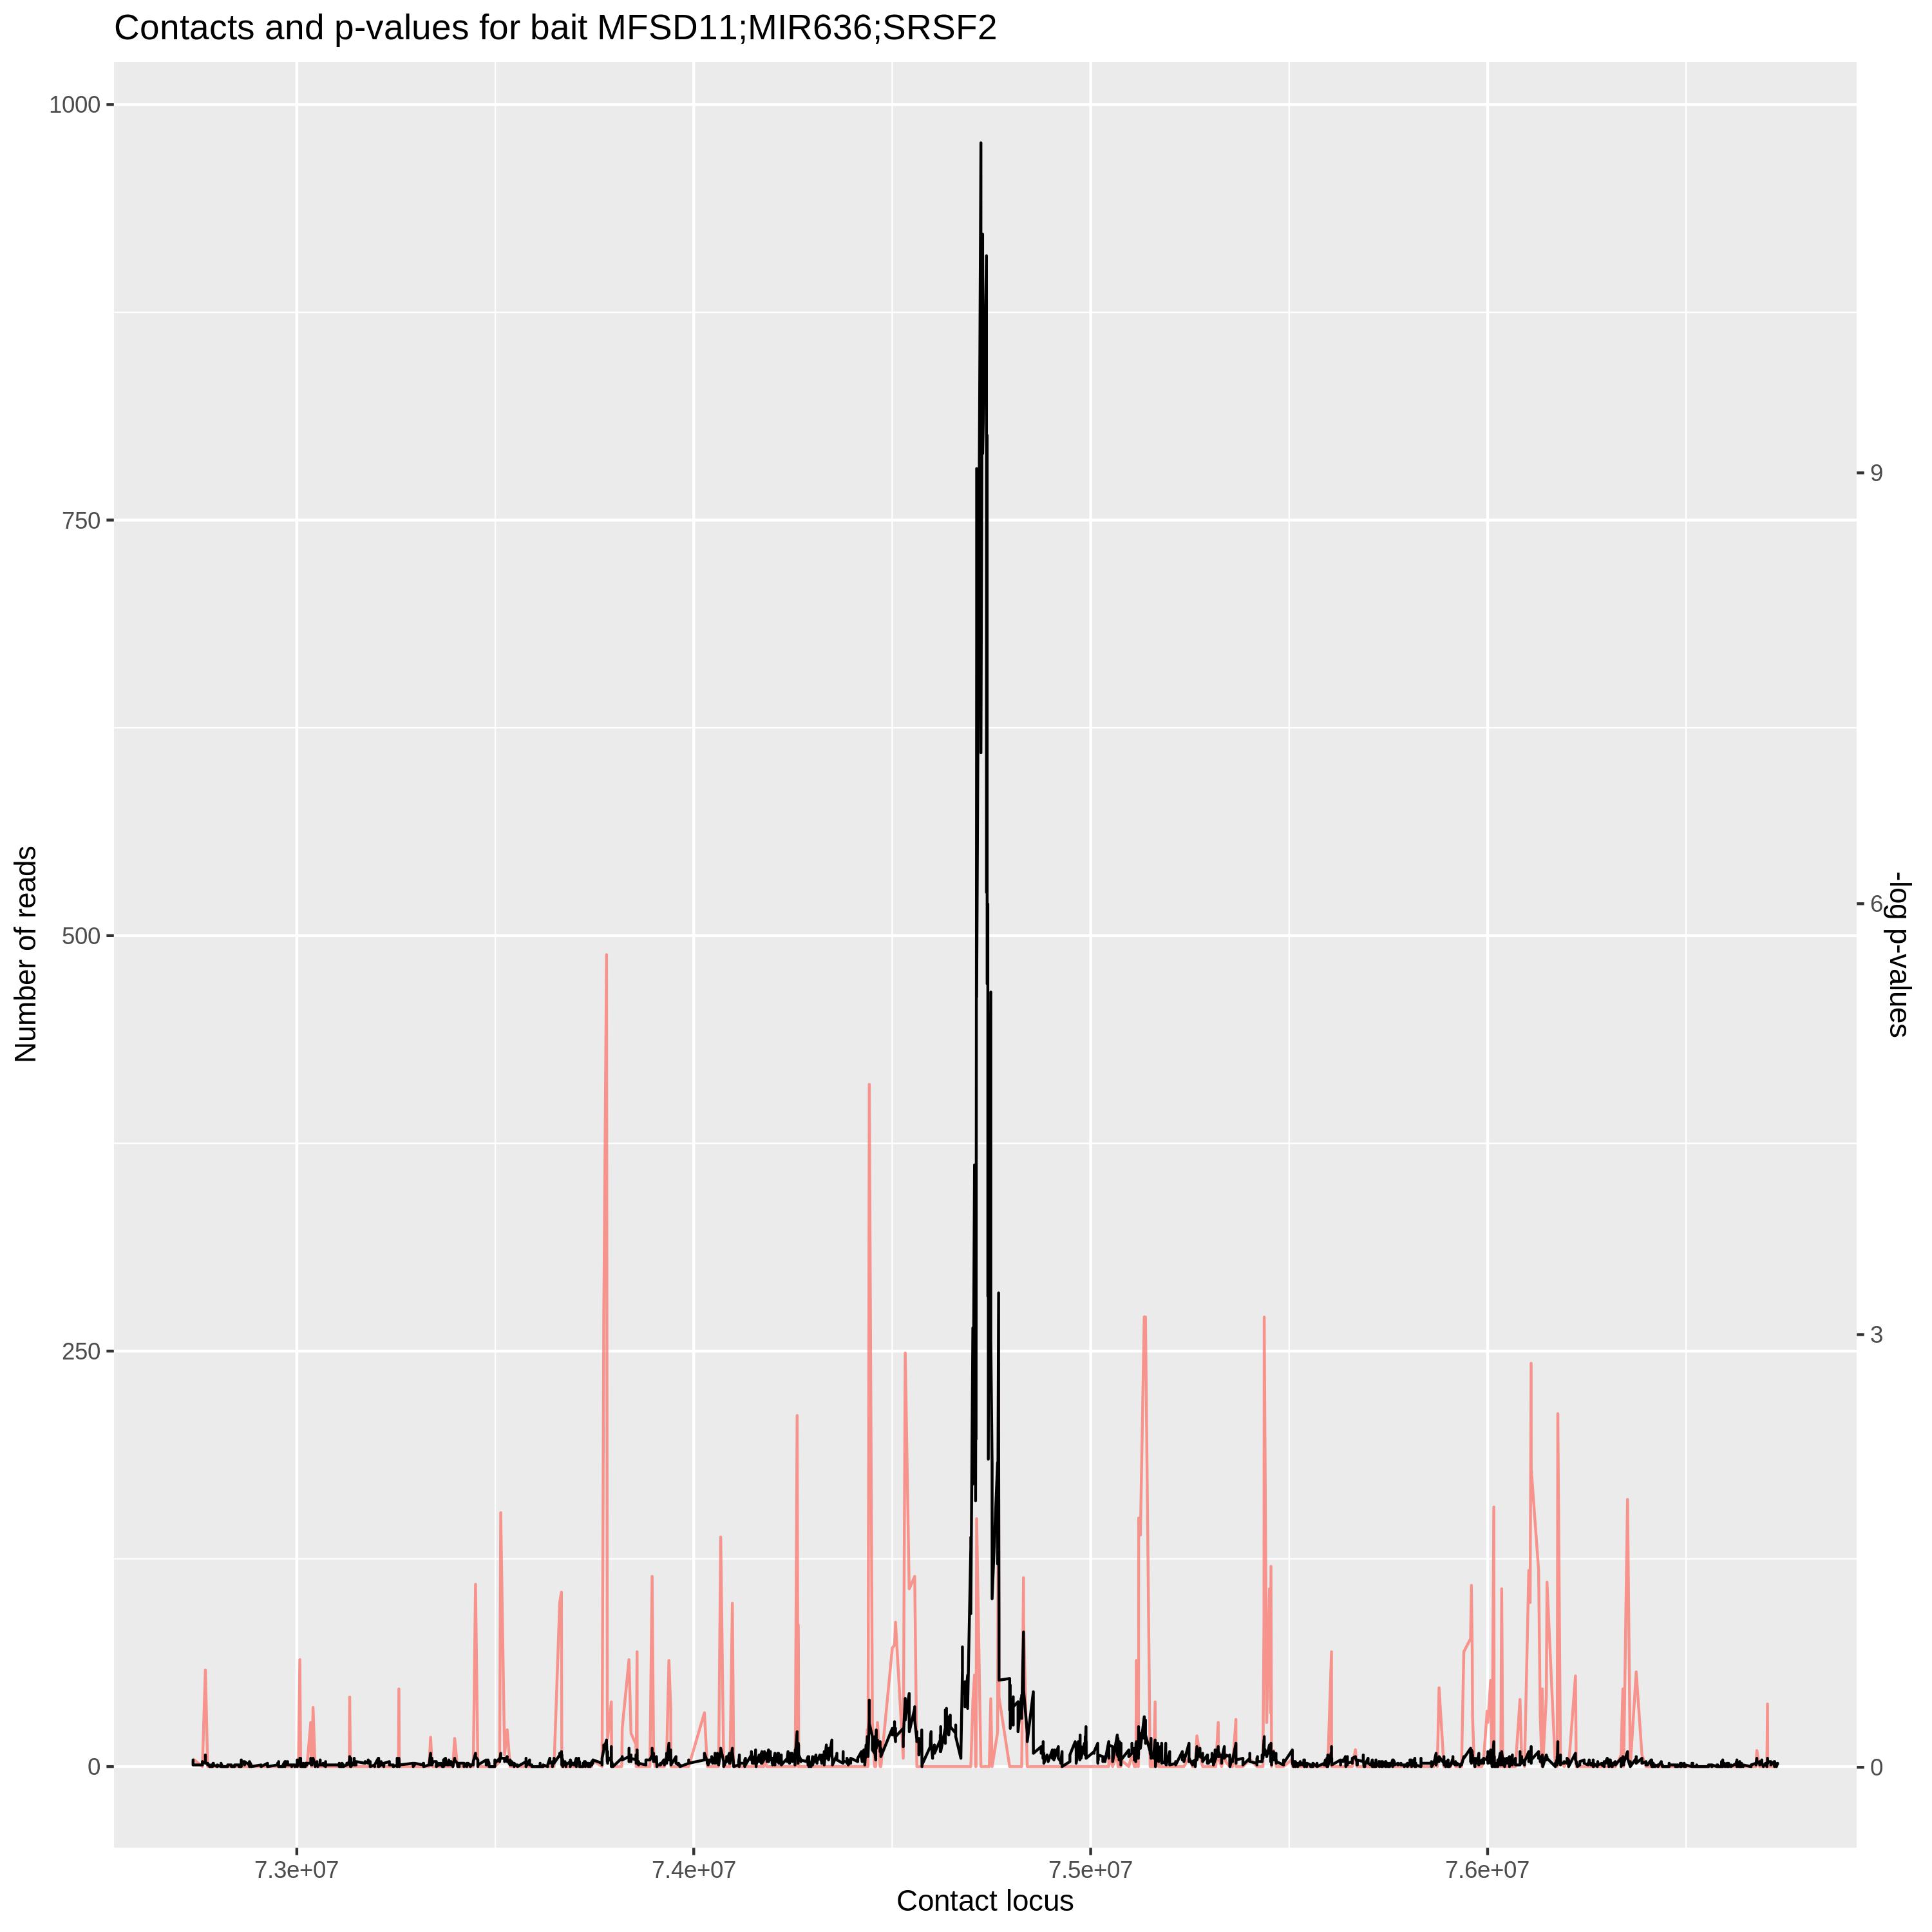 Contacts and p-values for bait MFSD11;MIR636;SRSF2
1000
750
500
250
0
Number of reads
9
6
3
0
-log p-values
7.3e+07
7.4e+07
7.5e+07
7.6e+07
Contact locus